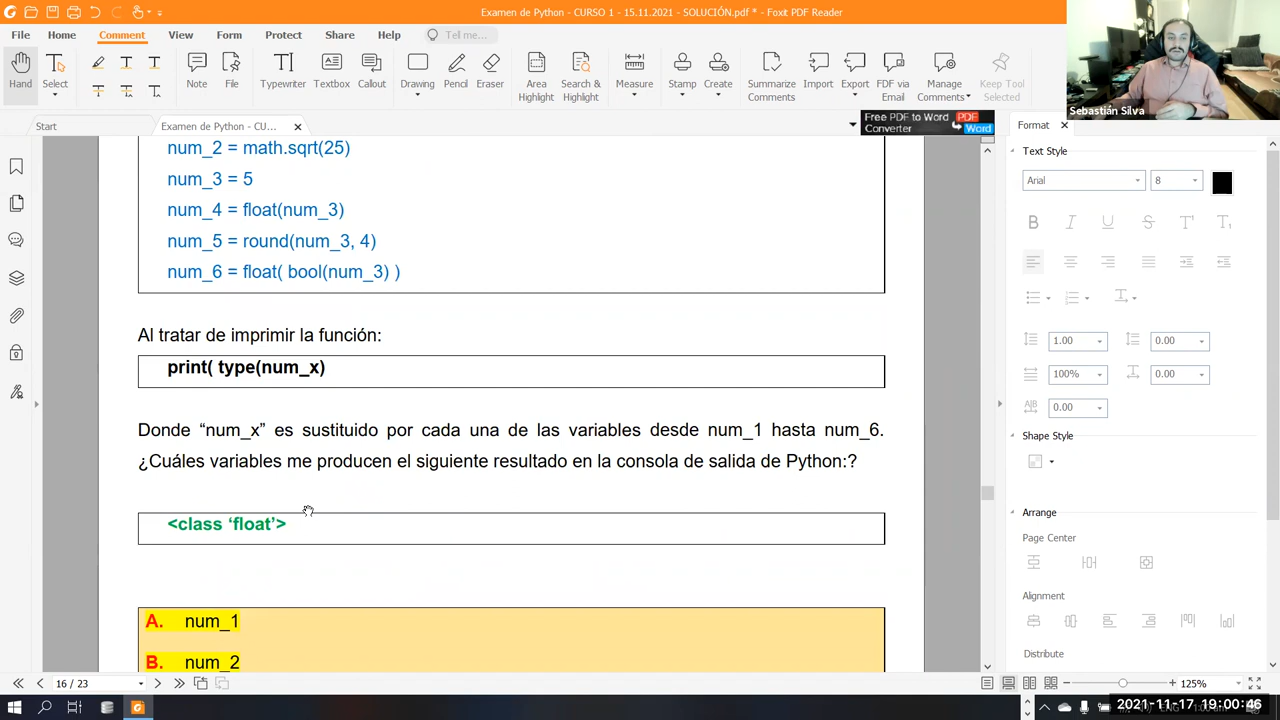 Examen de Python - CURSO 1 - 15.11.2021 - SOLUCIÓN.pdf * - Foxit PDF Reader
File Home Comment View Form Protect Share Help Tell me...
Hand Select Note File Typewriter Textbox Callout Drawing Pencil Eraser Area Highlight Search & Highlight Measure Stamp Create Summarize Comments Import Export FDF via Email Manage Comments Keep Tool Selected
Sebastián Silva
Start Examen de Python - CU...
Free PDF to Word Converter PDF Word
Format
num_2 = math.sqrt(25)
num_3 = 5
num_4 = float(num_3)
num_5 = round(num_3, 4)
num_6 = float( bool(num_3) )
Al tratar de imprimir la función:
print( type(num_x)
Donde “num_x” es sustituido por cada una de las variables desde num_1 hasta num_6.
¿Cuáles variables me producen el siguiente resultado en la consola de salida de Python:?
<class ‘float’>
A. num_1
B. num_2
Text Style
Arial 8
B I U S T T
1.00 0.00
100% 0.00
0.00
Shape Style
Arrange
Page Center
Alignment
Distribute
16 / 23
125%
2021-11-17 19:00:46